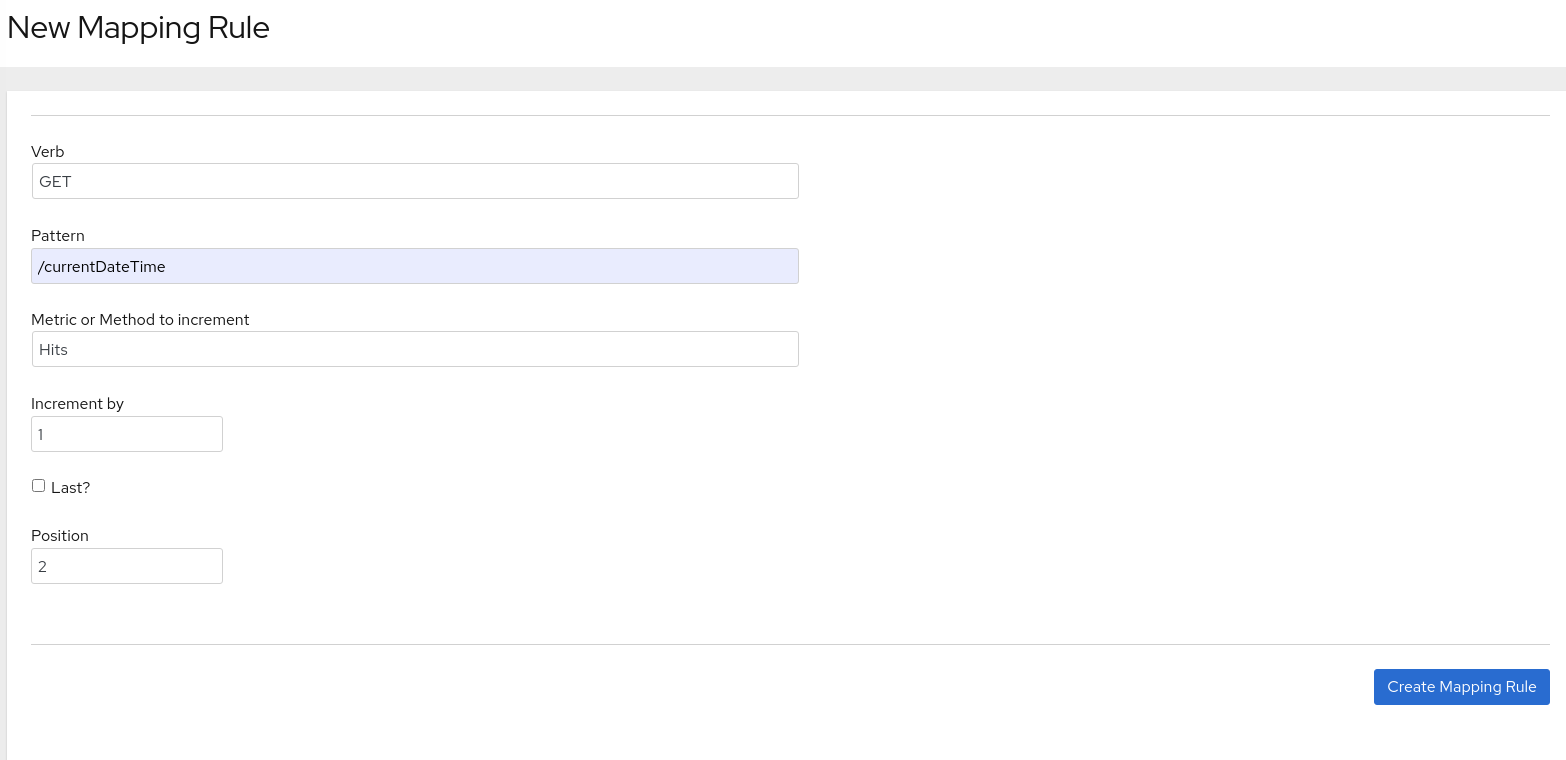 New Mapping Rule
Verb
GET
Pattern
/currentDateTime
Metric or Method to increment
Hits
Increment by
1
Last?
Position
2
Create Mapping Rule